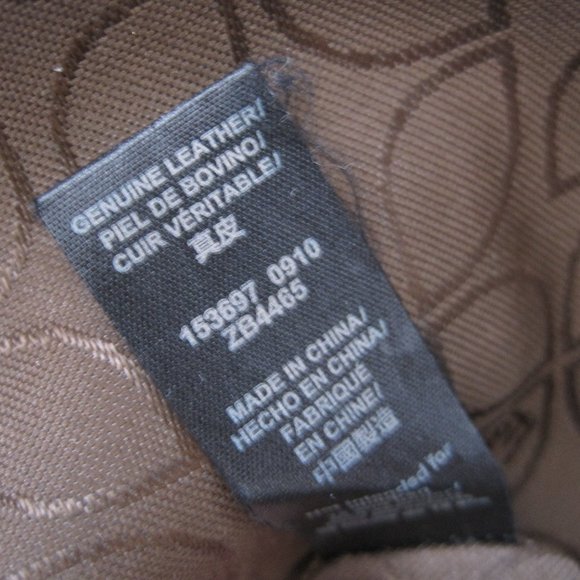 GENUINE LEATHER/
PIEL DE BOVINO/
CUIR VÉRITABLE/
真皮
153697 0910
ZB4465
MADE IN CHINA/
HECHO EN CHINA/
FABRIQUÉ
EN CHINE/
中國製造
for